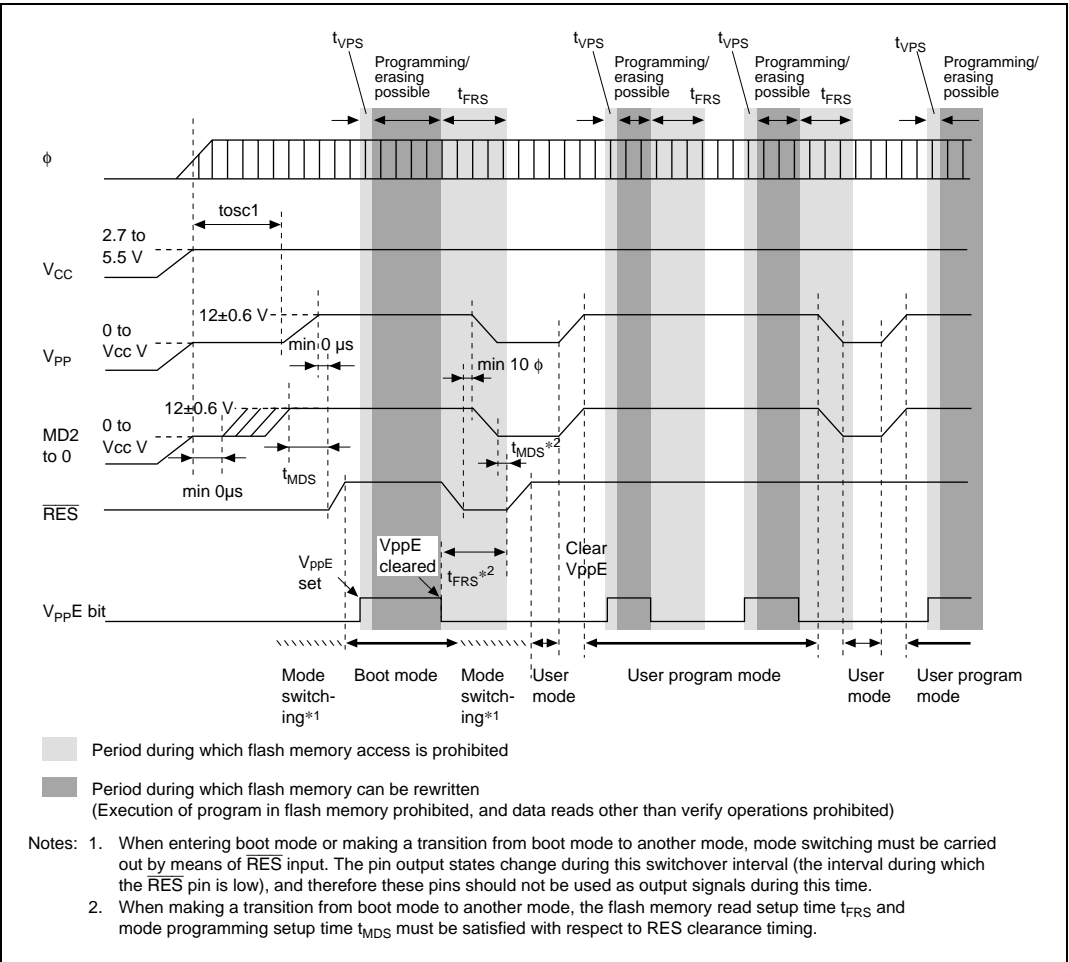 tVPS tVPS tVPS tVPS
Programming/ erasing possible
Programming/ erasing possible
Programming/ erasing possible
Programming/ erasing possible
tFRS tFRS tFRS
ϕ
tosc1
2.7 to
5.5 V
VCC
12±0.6 V
0 to
Vcc V
VPP
min 0 µs
min 10 ϕ
12±0.6 V
MD2
to 0
0 to
Vcc V
tMDS
tMDS*2
min 0µs
RES
VppE
set
VppE
cleared
tFRS*2
Clear
VppE
VPPE bit
Mode
switch-
ing*1
Boot mode
Mode
switch-
ing*1
User
mode
User program mode
User
mode
User program
mode
Period during which flash memory access is prohibited
Period during which flash memory can be rewritten
(Execution of program in flash memory prohibited, and data reads other than verify operations prohibited)
Notes: 1. When entering boot mode or making a transition from boot mode to another mode, mode switching must be carried
out by means of RES input. The pin output states change during this switchover interval (the interval during which
the RES pin is low), and therefore these pins should not be used as output signals during this time.
2. When making a transition from boot mode to another mode, the flash memory read setup time tFRS and
mode programming setup time tMDS must be satisfied with respect to RES clearance timing.